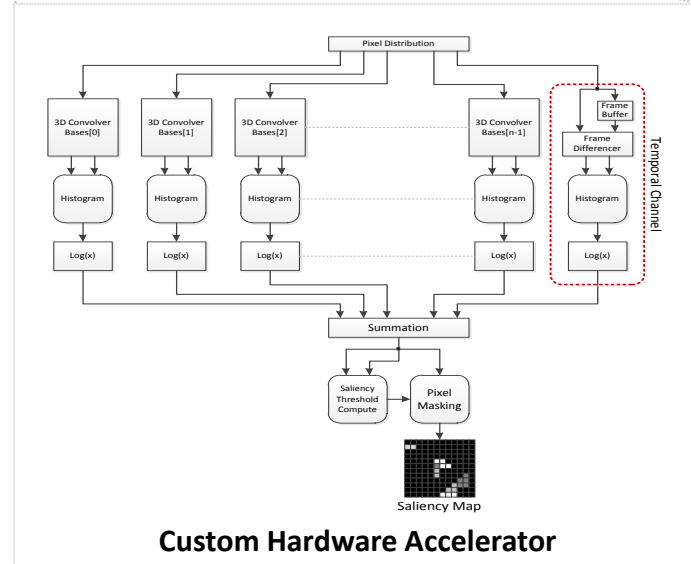 Pixel Distribution
3D Convolver
Bases[0]
3D Convolver
Bases[1]
3D Convolver
Bases[2]
3D Convolver
Bases[n-1]
Frame
Buffer
Frame
Differencer
Temporal Channel
Histogram
Histogram
Histogram
Histogram
Histogram
Log(x)
Log(x)
Log(x)
Log(x)
Log(x)
Summation
Saliency
Threshold
Compute
Pixel
Masking
Saliency Map
Custom Hardware Accelerator